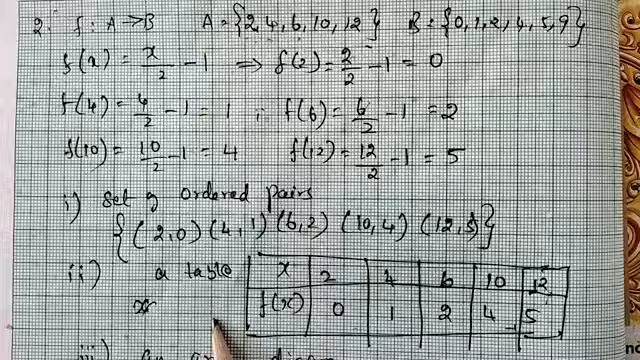 2. f : A → B A = {2, 4, 6, 10, 12} B = {0, 1, 2, 4, 5, 9}
f(x) = x/2 - 1 ⇒ f(2) = 2/2 - 1 = 0
f(4) = 4/2 - 1 = 1 ; f(6) = 6/2 - 1 = 2
f(10) = 10/2 - 1 = 4 f(12) = 12/2 - 1 = 5
i) Set of Ordered pairs
{(2,0) (4,1) (6,2) (10,4) (12,5)}
ii) a table x 2 4 6 10 12
f(x) 0 1 2 4 5
iii) an